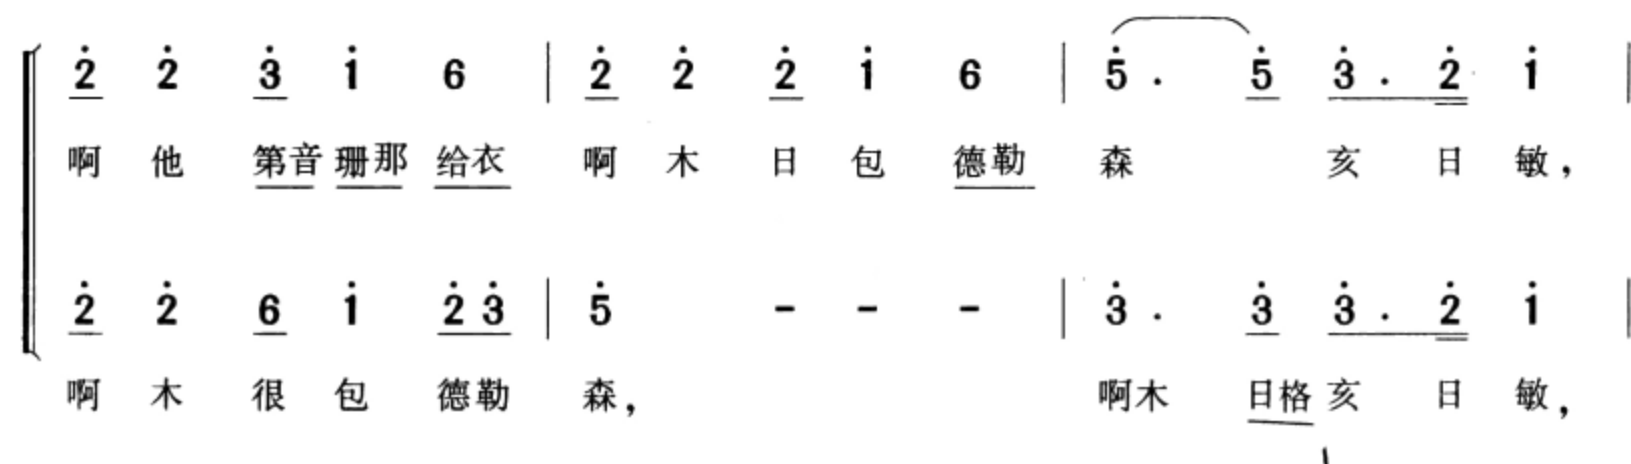 2̇ 2̇ 3̇ 1̇ 6 | 2̇ 2̇ 2̇ 1̇ 6 | 5̇ . 5̇ 3̇ . 2̇ 1̇ |
啊 他 第音 珊那 给衣 啊 木 日 包 德勒 森 亥 日 敏，
2̇ 2̇ 6 1̇ 2̇ 3̇ | 5̇ - - - | 3̇ . 3̇ 3̇ . 2̇ 1̇ |
啊 木 很 包 德勒 森， 啊木 日格 亥 日 敏，